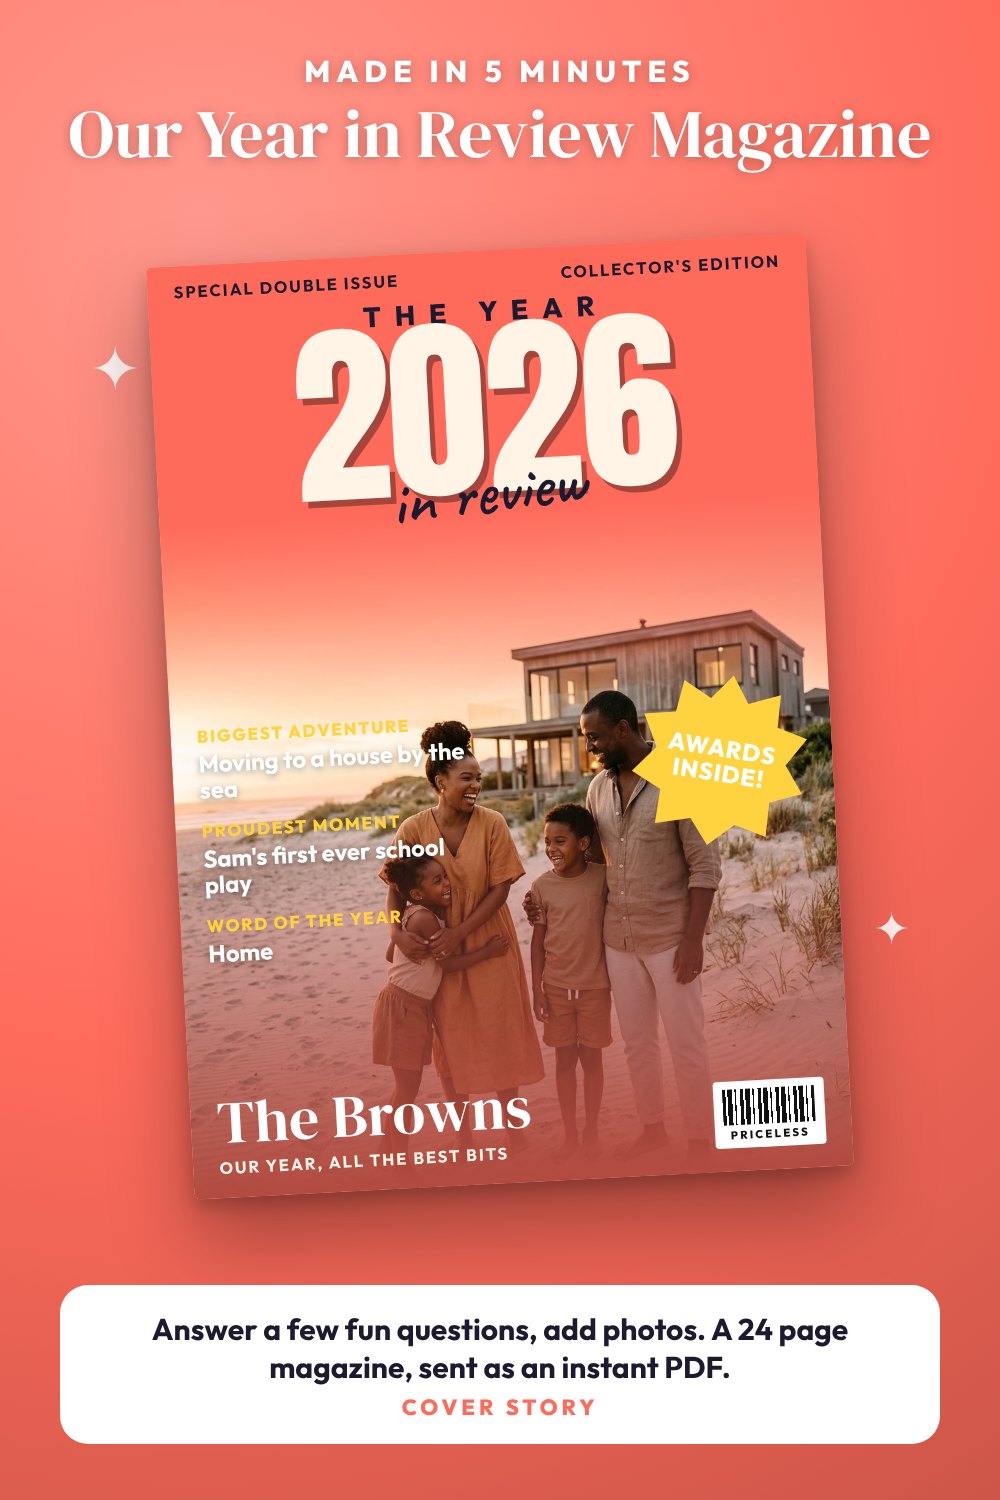 MADE IN 5 MINUTES
Our Year in Review Magazine
SPECIAL DOUBLE ISSUE
COLLECTOR'S EDITION
THE YEAR
2026
in review
BIGGEST ADVENTURE
Moving to a house by the
sea
PROUDEST MOMENT
Sam's first ever school
play
WORD OF THE YEAR
Home
AWARDS
INSIDE!
The Browns
OUR YEAR, ALL THE BEST BITS
PRICELESS
Answer a few fun questions, add photos. A 24 page
magazine, sent as an instant PDF.
COVER STORY